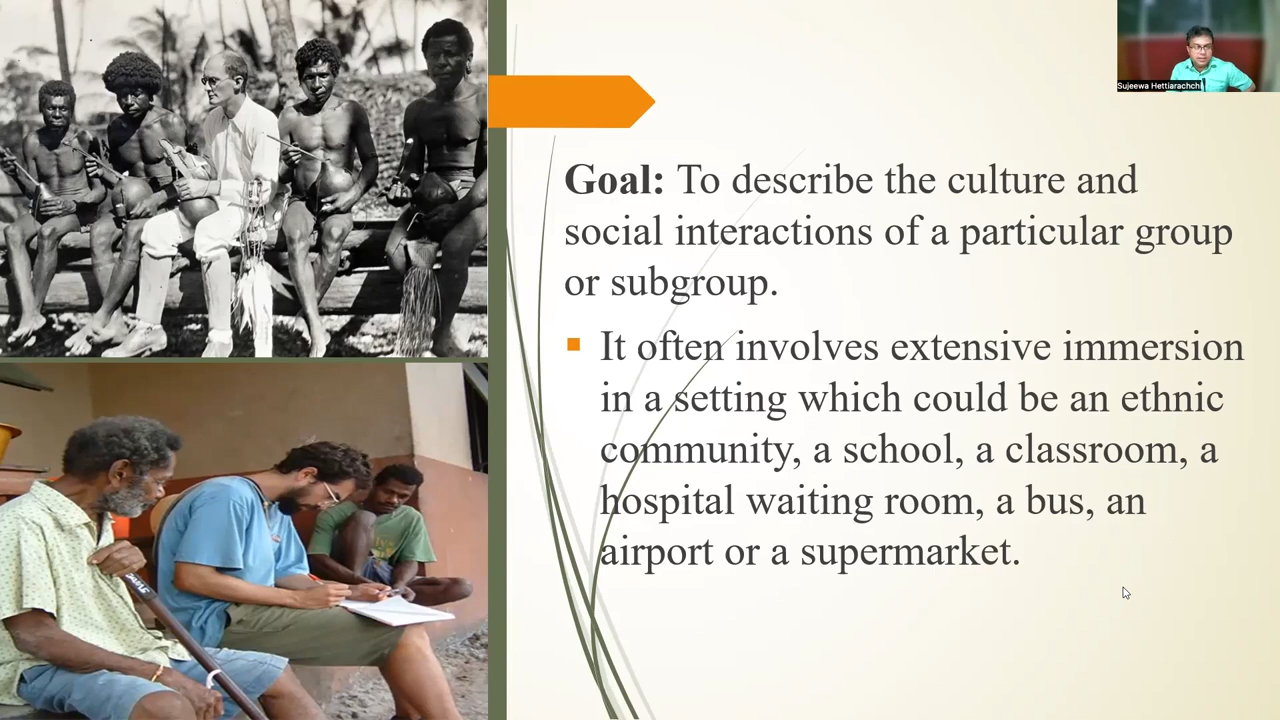 Sujeewa Hettiarachchi
Goal: To describe the culture and
social interactions of a particular group
or subgroup.
It often involves extensive immersion
in a setting which could be an ethnic
community, a school, a classroom, a
hospital waiting room, a bus, an
airport or a supermarket.